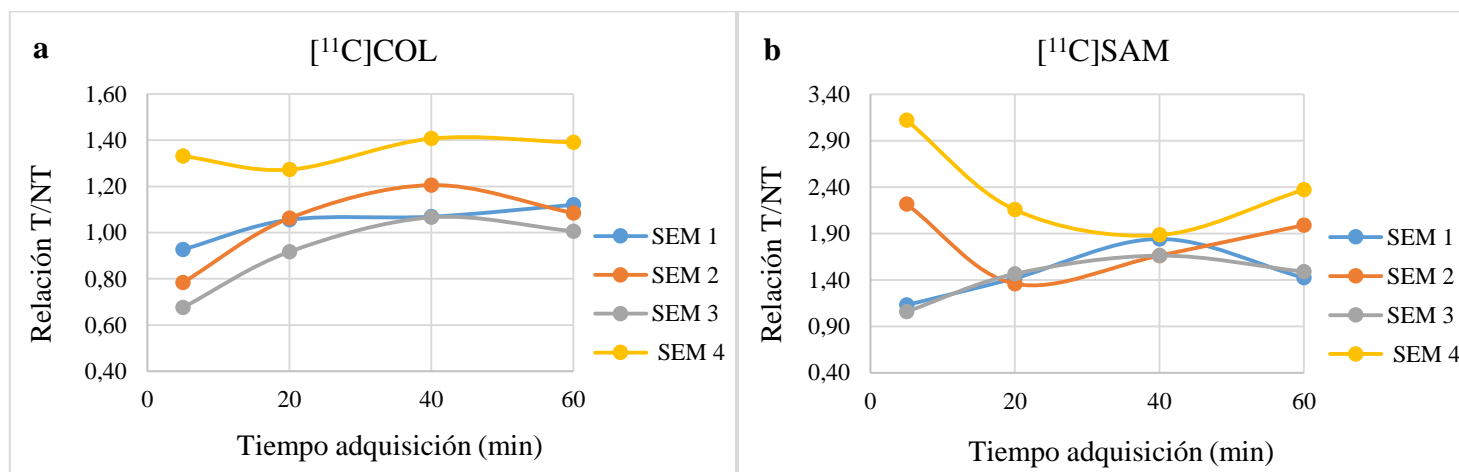 a
[¹¹C]COL
1,60
1,40
1,20
1,00
0,80
0,60
0,40
Relación T/NT
0 20 40 60
Tiempo adquisición (min)
SEM 1
SEM 2
SEM 3
SEM 4
b
[¹¹C]SAM
3,40
2,90
2,40
1,90
1,40
0,90
0,40
Relación T/NT
0 20 40 60
Tiempo adquisición (min)
SEM 1
SEM 2
SEM 3
SEM 4